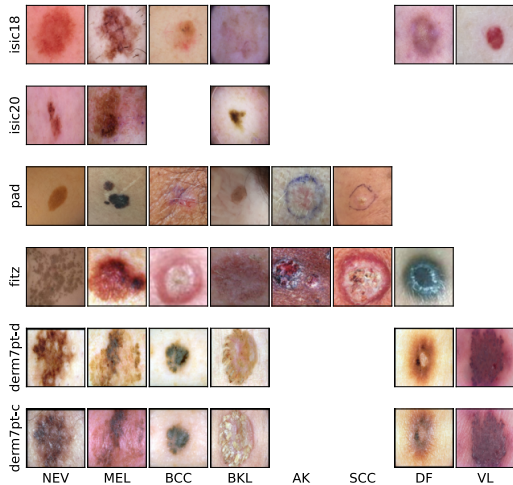 isic18
isic20
pad
fitz
derm7pt-d
derm7pt-c
NEV MEL BCC BKL AK SCC DF VL